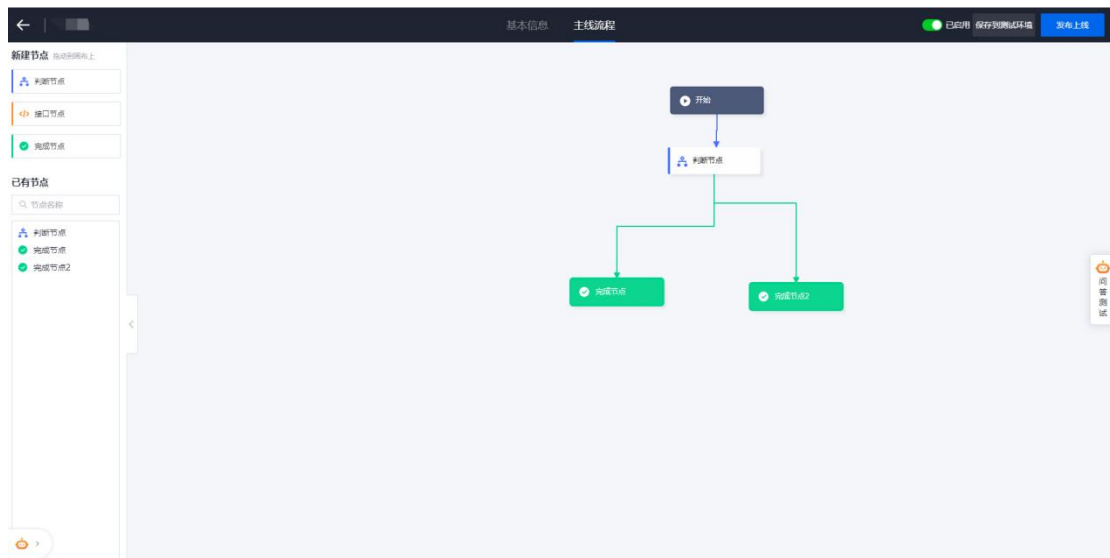 基本信息
主线流程
已启用
保存到测试环境
发布上线
新建节点 拖动到画布上
判断节点
接口节点
完成节点
已有节点
节点名称
判断节点
完成节点
完成节点2
开始
判断节点
完成节点
完成节点2
问答测试